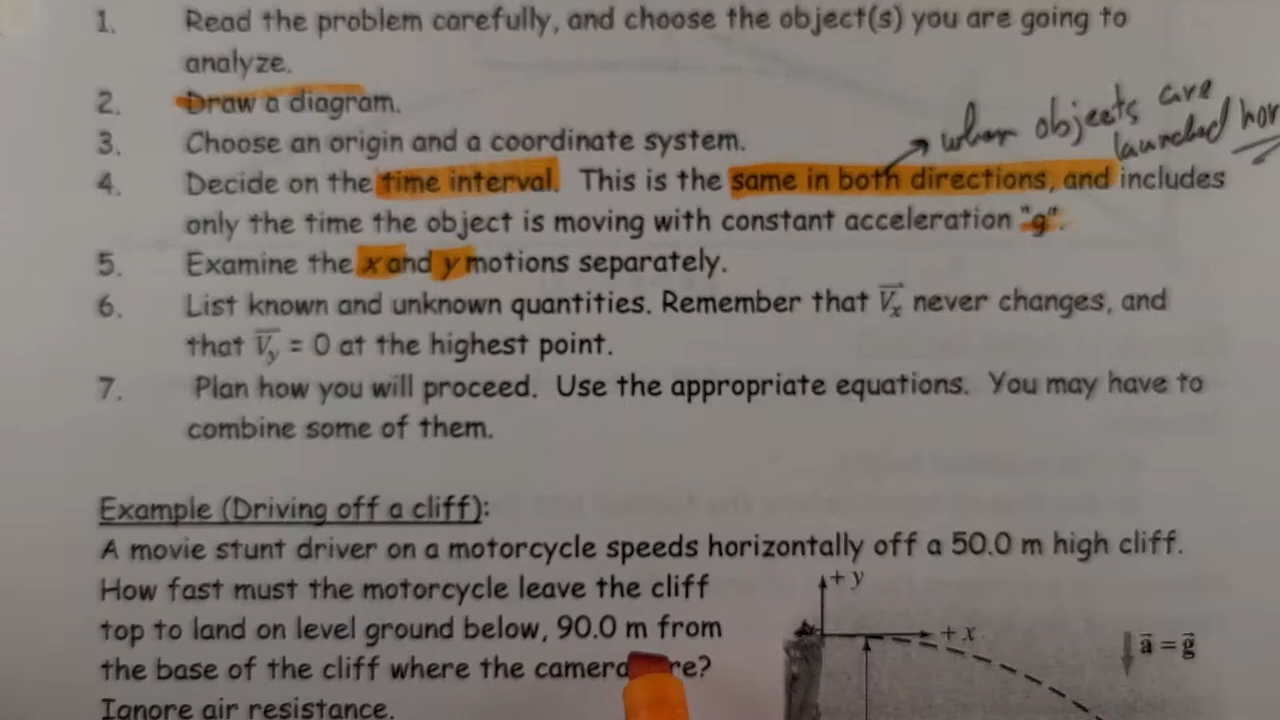 1. Read the problem carefully, and choose the object(s) you are going to
analyze.
2. Draw a diagram.
3. Choose an origin and a coordinate system.
when objects are
launched hor
4. Decide on the time interval. This is the same in both directions, and includes
only the time the object is moving with constant acceleration "g".
5. Examine the x and y motions separately.
6. List known and unknown quantities. Remember that V⃗x never changes, and
that V⃗y = 0 at the highest point.
7. Plan how you will proceed. Use the appropriate equations. You may have to
combine some of them.
Example (Driving off a cliff):
A movie stunt driver on a motorcycle speeds horizontally off a 50.0 m high cliff.
How fast must the motorcycle leave the cliff
top to land on level ground below, 90.0 m from
the base of the cliff where the camera re?
Ignore air resistance.
+ y
+ x
a⃗ = g⃗